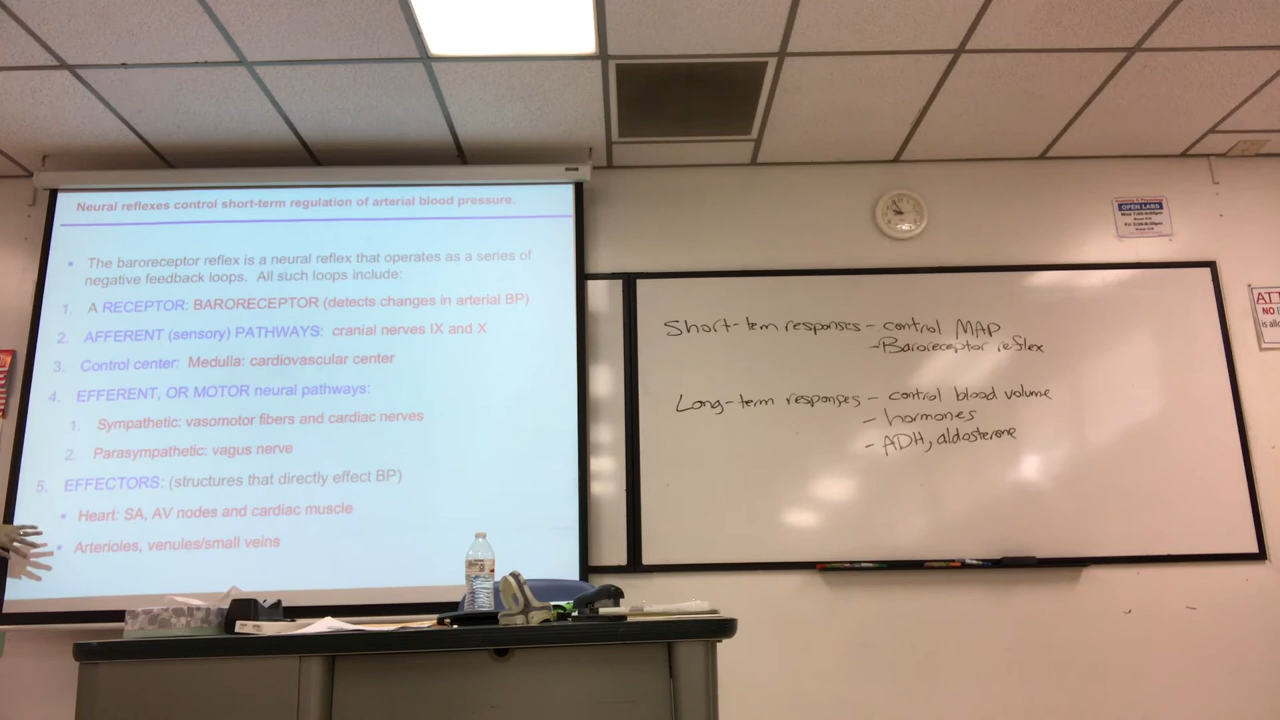 Neural reflexes control short-term regulation of arterial blood pressure.
• The baroreceptor reflex is a neural reflex that operates as a series of
negative feedback loops. All such loops include:
1. A RECEPTOR: BARORECEPTOR (detects changes in arterial BP)
2. AFFERENT (sensory) PATHWAYS: cranial nerves IX and X
3. Control center: Medulla: cardiovascular center
4. EFFERENT, OR MOTOR neural pathways:
1. Sympathetic: vasomotor fibers and cardiac nerves
2. Parasympathetic: vagus nerve
5. EFFECTORS: (structures that directly effect BP)
• Heart: SA, AV nodes and cardiac muscle
• Arterioles, venules/small veins
Short-term responses - control MAP
- Baroreceptor reflex
Long-term responses - control blood volume
- hormones
- ADH, aldosterone
OPEN LABS
NO